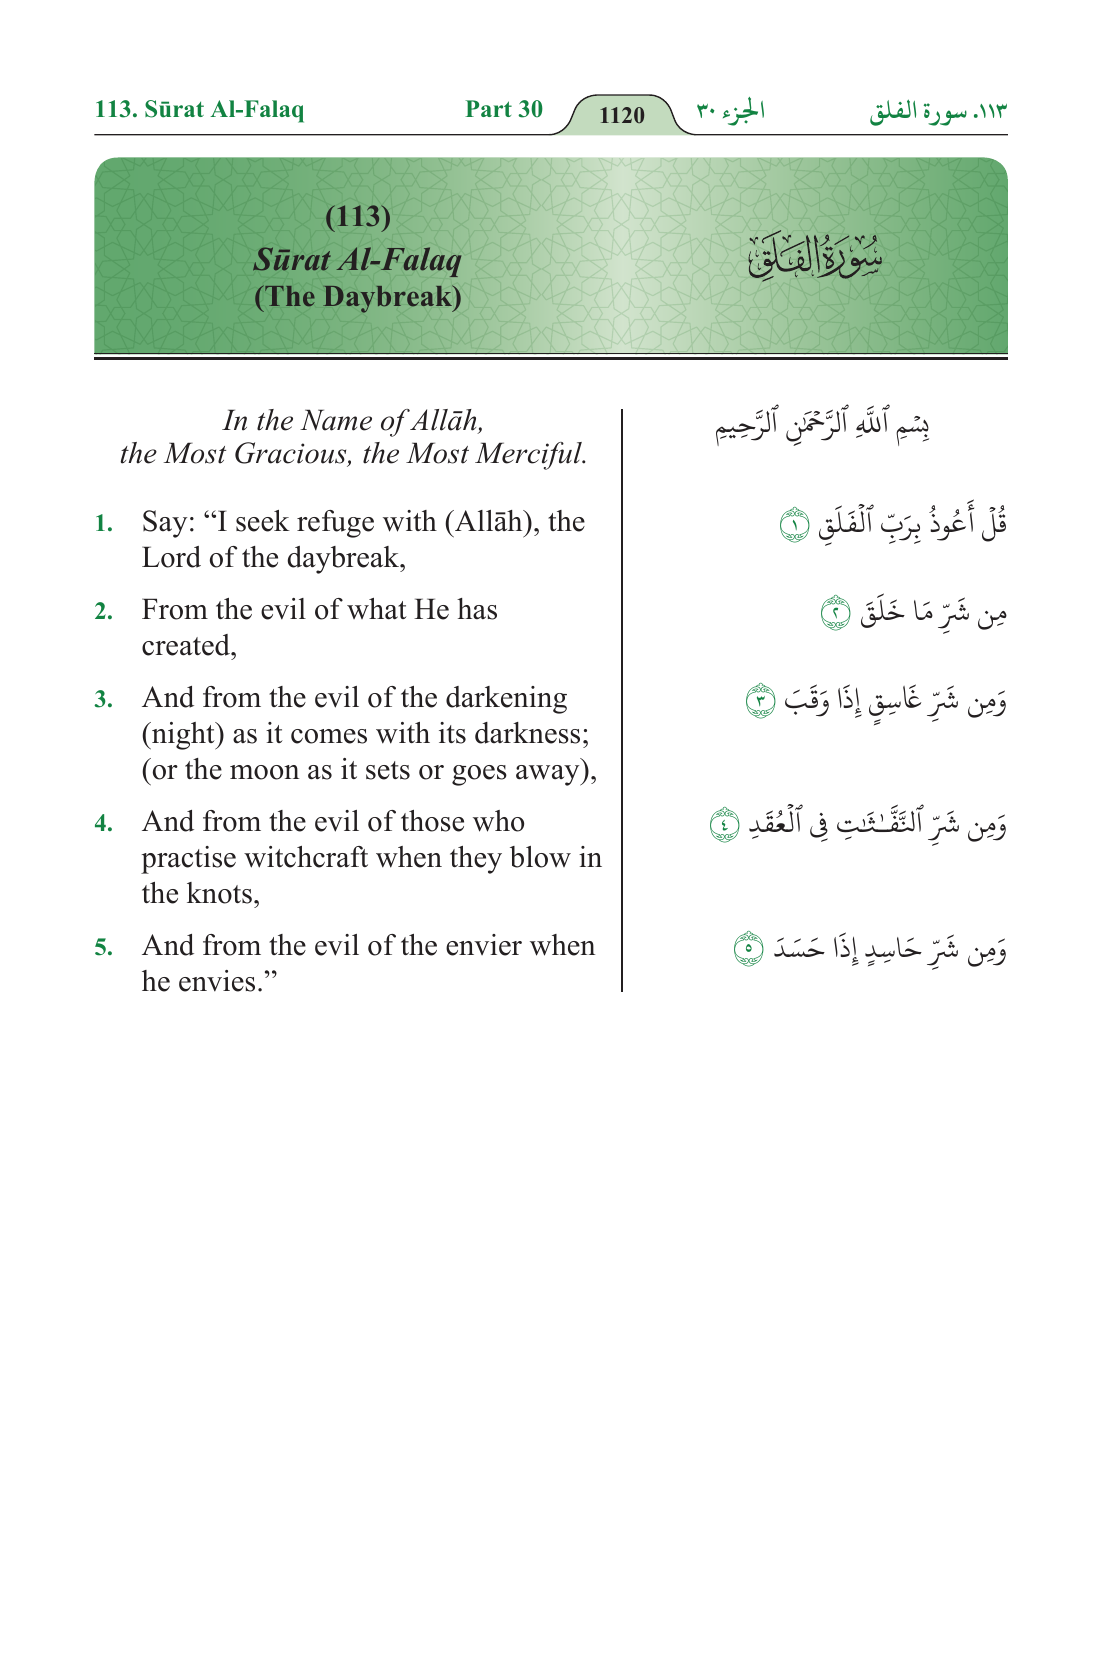 113. Sūrat Al-Falaq Part 30 1120 الجزء ٣٠ ١١٣. سورة الفلق
(113)
Sūrat Al-Falaq
(The Daybreak)
سُورَةُ الفَلَقِ
In the Name of Allāh,
the Most Gracious, the Most Merciful.
بِسۡمِ ٱللَّهِ ٱلرَّحۡمَٰنِ ٱلرَّحِيمِ
1. Say: “I seek refuge with (Allāh), the
Lord of the daybreak,
قُلۡ أَعُوذُ بِرَبِّ ٱلۡفَلَقِ ١
2. From the evil of what He has
created,
مِن شَرِّ مَا خَلَقَ ٢
3. And from the evil of the darkening
(night) as it comes with its darkness;
(or the moon as it sets or goes away),
وَمِن شَرِّ غَاسِقٍ إِذَا وَقَبَ ٣
4. And from the evil of those who
practise witchcraft when they blow in
the knots,
وَمِن شَرِّ ٱلنَّفَّٰثَٰتِ فِي ٱلۡعُقَدِ ٤
5. And from the evil of the envier when
he envies.”
وَمِن شَرِّ حَاسِدٍ إِذَا حَسَدَ ٥